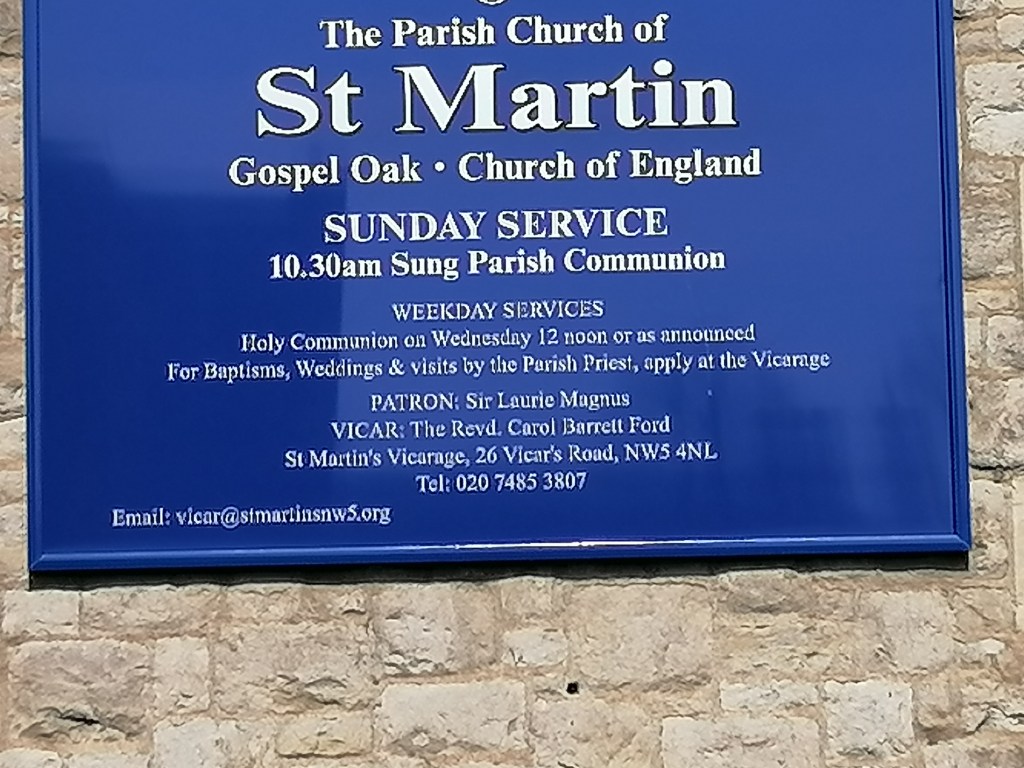 The Parish Church of
St Martin
Gospel Oak • Church of England
SUNDAY SERVICE
10.30am Sung Parish Communion
WEEKDAY SERVICES
Holy Communion on Wednesday 12 noon or as announced
For Baptisms, Weddings & visits by the Parish Priest, apply at the Vicarage
PATRON: Sir Laurie Magnus
VICAR: The Revd. Carol Barrett Ford
St Martin's Vicarage, 26 Vicar's Road, NW5 4NL
Tel: 020 7485 3807
Email: vicar@stmartinsnw5.org